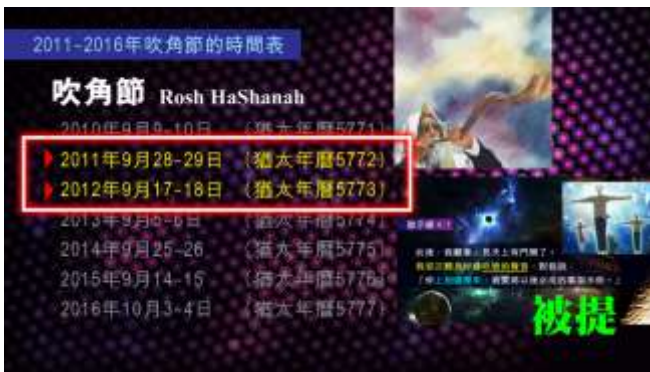 2011-2016年吹角節的時間表
吹角節 Rosh HaShanah
2010年9月9-10日 (猶太年曆5771)
2011年9月28-29日 (猶太年曆5772)
2012年9月17-18日 (猶太年曆5773)
2013年9月5-6日 (猶太年曆5774)
2014年9月25-26 (猶太年曆5775)
2015年9月14-15 (猶太年曆5776)
2016年10月3-4日 (猶太年曆5777)
被提